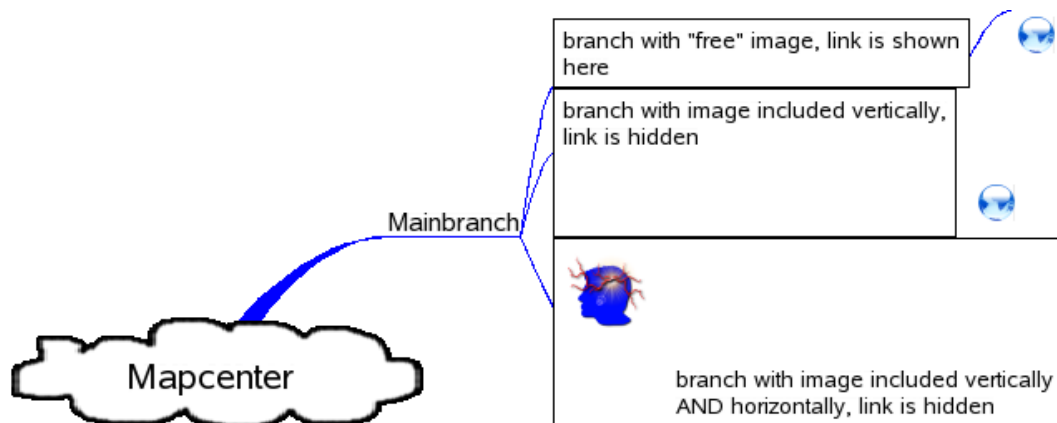 branch with "free" image, link is shown
here
branch with image included vertically,
link is hidden
Mainbranch
branch with image included vertically
AND horizontally, link is hidden
Mapcenter